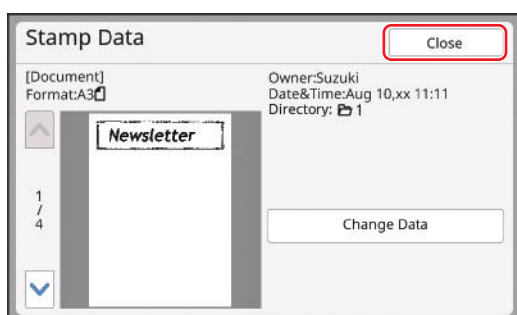 Stamp Data
Close
[Document]
Format:A3
Owner:Suzuki
Date&Time:Aug 10,xx 11:11
Directory: 1
Newsletter
1
/
4
Change Data